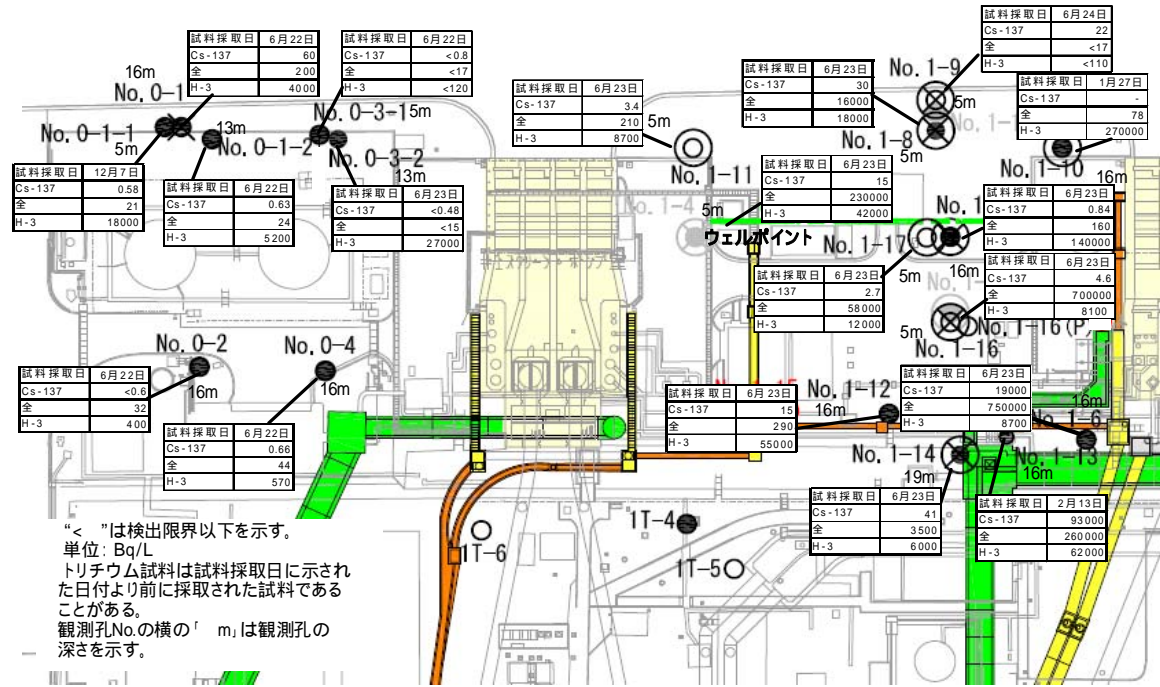 試料採取日 6月22日
Cs-137 60
全 200
H-3 4000
試料採取日 6月22日
Cs-137 <0.8
全 <17
H-3 <120
試料採取日 6月24日
Cs-137 22
全 <17
H-3 <110
試料採取日 6月23日
Cs-137 30
全 16000
H-3 18000
試料採取日 6月23日
Cs-137 3.4
全 210
H-3 8700
試料採取日 1月27日
Cs-137 -
全 78
H-3 270000
16m
No. 0-1
No. 0-1-1
5m
13m
No. 0-1-2
No. 0-3-1 5m
No. 0-3-2
13m
5m
No. 1-11
No. 1-9
5m
No. 1-8
5m
No. 1-10
16m
試料採取日 12月7日
Cs-137 0.58
全 21
H-3 18000
試料採取日 6月22日
Cs-137 0.63
全 24
H-3 5200
試料採取日 6月23日
Cs-137 <0.48
全 <15
H-3 27000
試料採取日 6月23日
Cs-137 15
全 230000
H-3 42000
試料採取日 6月23日
Cs-137 0.84
全 160
H-3 140000
No. 1-4
5m
ウェルポイント
No. 1-17
5m
No. 1
16m
試料採取日 6月23日
Cs-137 2.7
全 58000
H-3 12000
試料採取日 6月23日
Cs-137 4.6
全 700000
H-3 8100
5m
No. 1-16(P)
No. 1-16
No. 0-2
16m
No. 0-4
16m
試料採取日 6月22日
Cs-137 <0.6
全 32
H-3 400
試料採取日 6月22日
Cs-137 0.66
全 44
H-3 570
試料採取日 6月23日
Cs-137 15
全 290
H-3 55000
No. 1-12
16m
試料採取日 6月23日
Cs-137 19000
全 750000
H-3 8700
16m
1-6
No. 1-14
19m
No. 1-13
16m
試料採取日 6月23日
Cs-137 41
全 3500
H-3 6000
試料採取日 2月13日
Cs-137 93000
全 260000
H-3 62000
1T-6
1T-4
1T-5
“< ”は検出限界以下を示す。
単位: Bq/L
トリチウム試料は試料採取日に示され
た日付より前に採取された試料である
ことがある。
観測孔No.の横の「 m」は観測孔の
深さを示す。